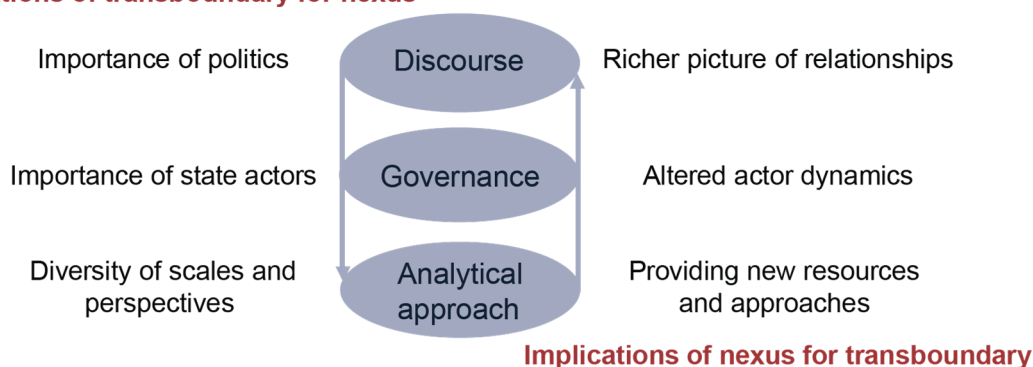 Importance of politics
Discourse
Richer picture of relationships
Importance of state actors
Governance
Altered actor dynamics
Diversity of scales and
perspectives
Analytical
approach
Providing new resources
and approaches
Implications of nexus for transboundary